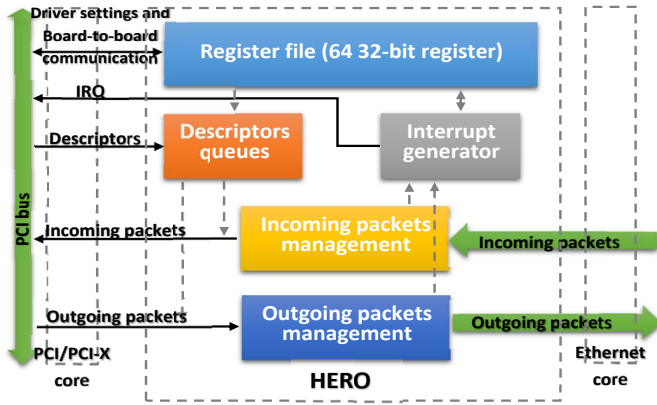 Driver settings and
Board-to-board
communication
Register file (64 32-bit register)
IRQ
Descriptors
Descriptors
queues
Interrupt
generator
PCI bus
Incoming packets
Incoming packets
management
Incoming packets
Outgoing packets
Outgoing packets
management
Outgoing packets
PCI/PCI-X
core
HERO
Ethernet
core